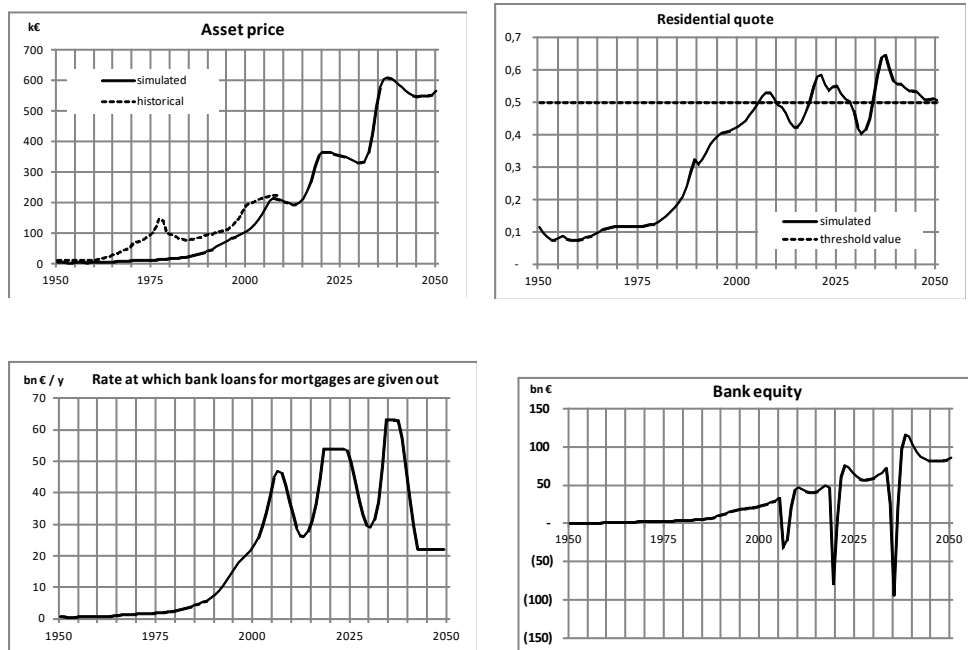 k€
Asset price
700
600
500
400
300
200
100
0
simulated
historical
1950 1975 2000 2025 2050
Residential quote
0,7
0,6
0,5
0,4
0,3
0,2
0,1
-
simulated
threshold value
1950 1975 2000 2025 2050
bn € / y Rate at which bank loans for mortgages are given out
70
60
50
40
30
20
10
0
1950 1975 2000 2025 2050
bn €
Bank equity
150
100
50
-
(50)
(100)
(150)
1950 1975 2000 2025 2050